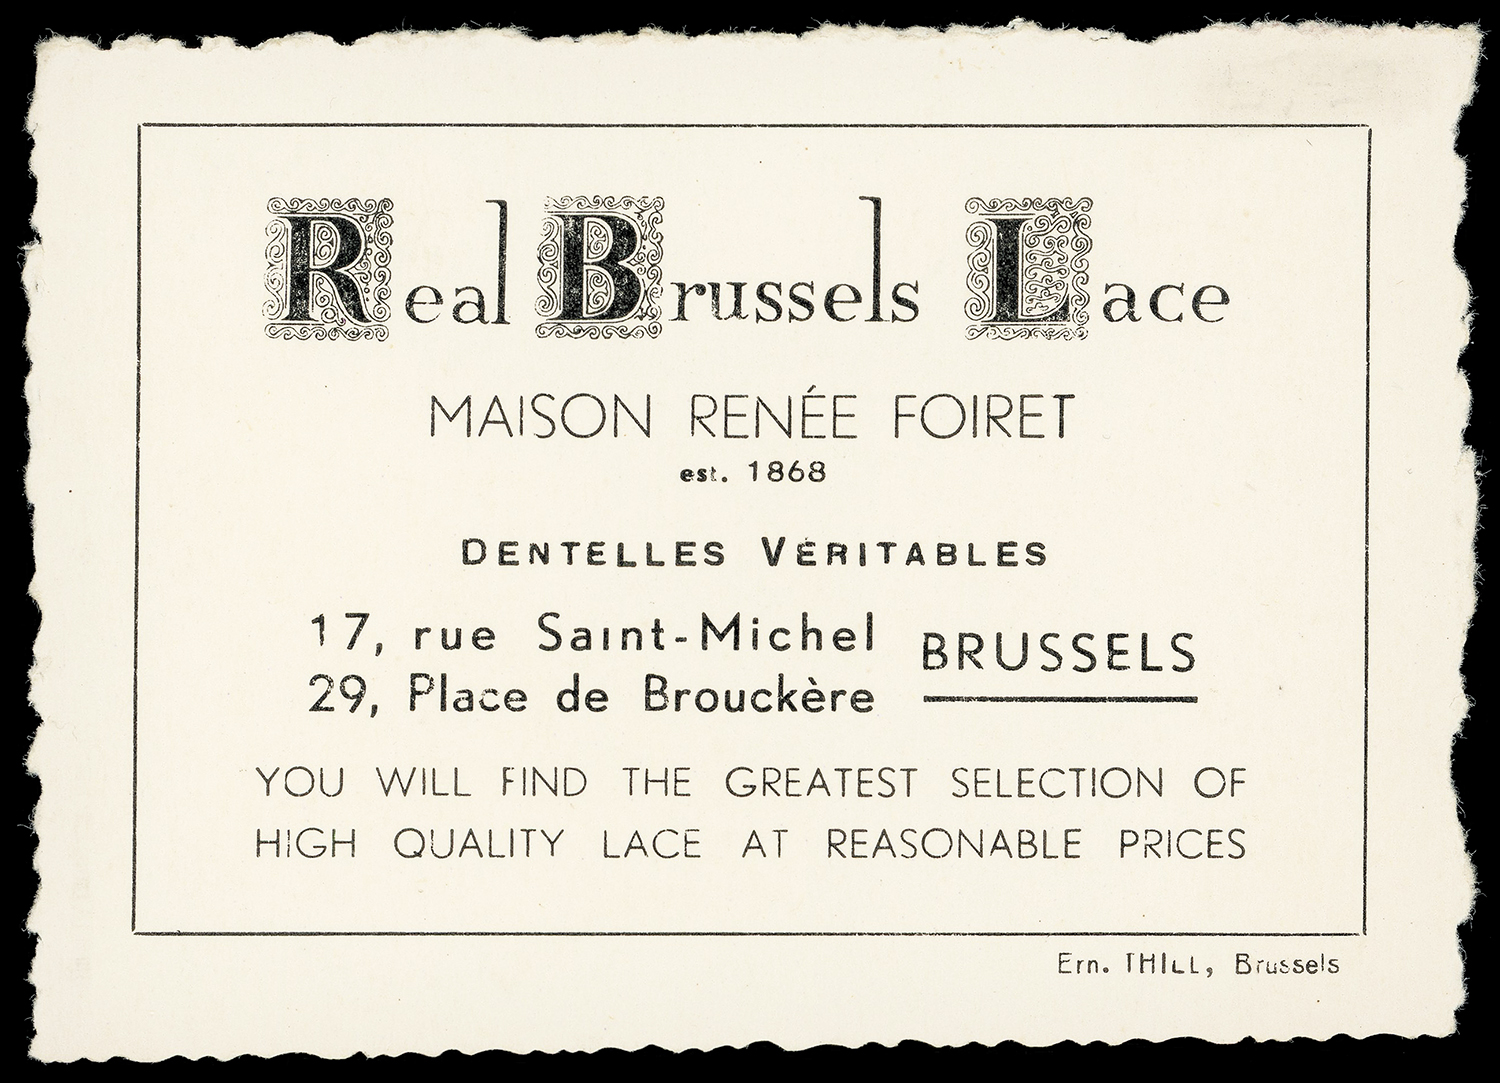 Real Brussels Lace
MAISON RENÉE FOIRET
est. 1868
DENTELLES VÉRITABLES
17, rue Saint-Michel
29, Place de Brouckère
BRUSSELS
YOU WILL FIND THE GREATEST SELECTION OF
HIGH QUALITY LACE AT REASONABLE PRICES
Ern. THILL, Brussels